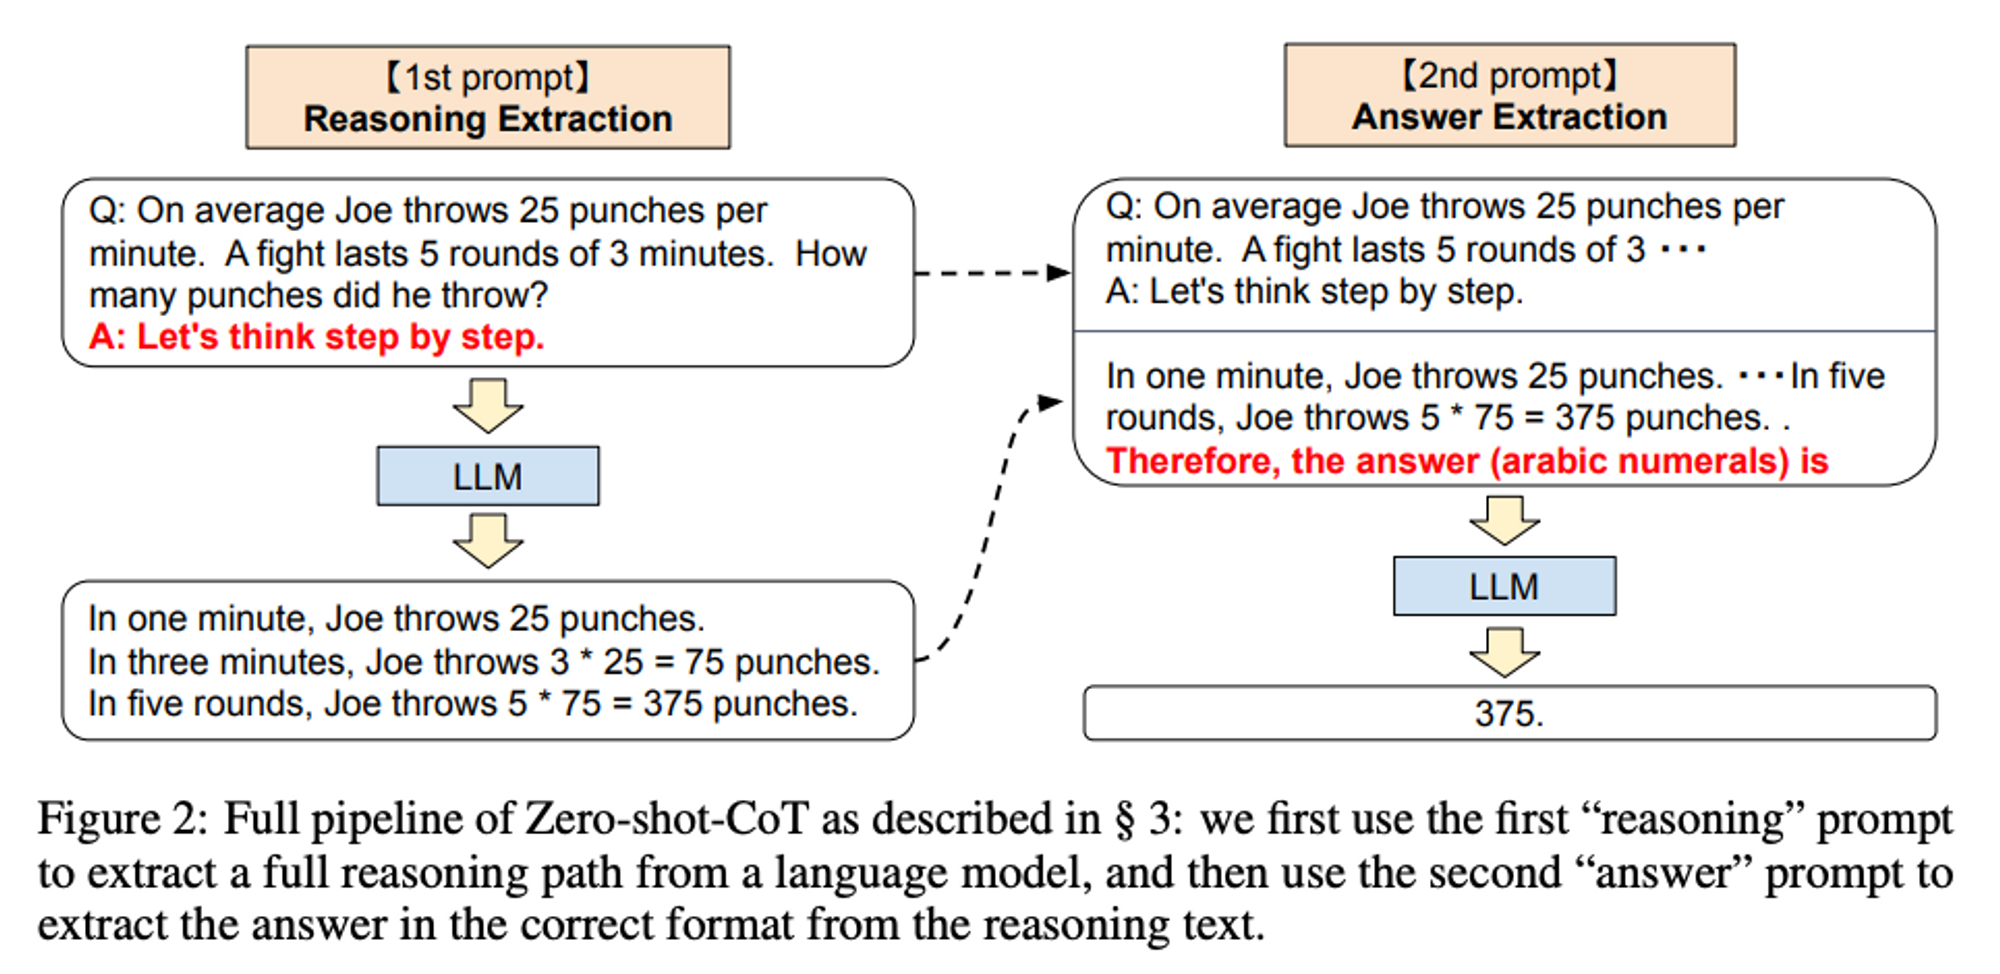 【1st prompt】
Reasoning Extraction
Q: On average Joe throws 25 punches per
minute.  A fight lasts 5 rounds of 3 minutes.  How
many punches did he throw?
A: Let's think step by step.
LLM
In one minute, Joe throws 25 punches.
In three minutes, Joe throws 3 * 25 = 75 punches.
In five rounds, Joe throws 5 * 75 = 375 punches.
【2nd prompt】
Answer Extraction
Q: On average Joe throws 25 punches per
minute.  A fight lasts 5 rounds of 3 ･･･
A: Let's think step by step.
In one minute, Joe throws 25 punches. ･･･In five
rounds, Joe throws 5 * 75 = 375 punches. .
Therefore, the answer (arabic numerals) is
LLM
375.
Figure 2: Full pipeline of Zero-shot-CoT as described in § 3: we first use the first “reasoning” prompt
to extract a full reasoning path from a language model, and then use the second “answer” prompt to
extract the answer in the correct format from the reasoning text.